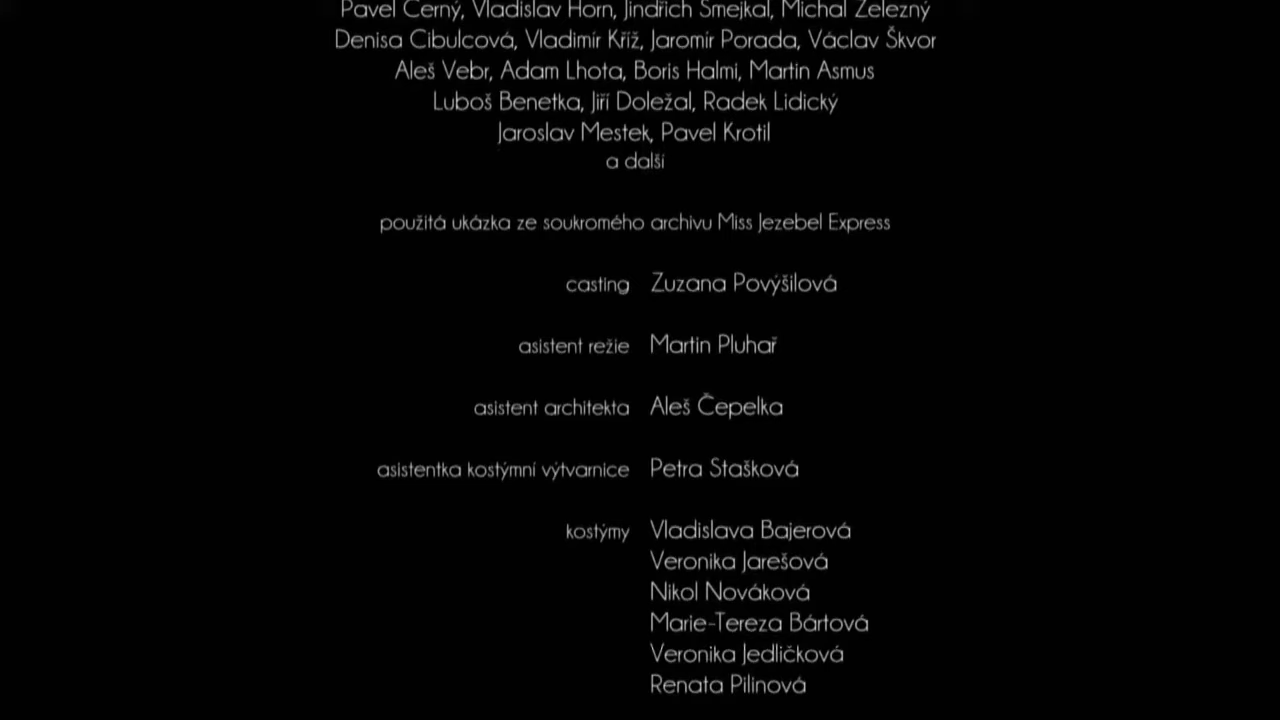 Pavel Černý, Vladislav Horn, Jindřich Smejkal, Michal Železný
Denisa Cibulcová, Vladimír Kříž, Jaromír Porada, Václav Škvor
Aleš Vebr, Adam Lhota, Boris Halmi, Martin Asmus
Luboš Benetka, Jiří Doležal, Radek Lidický
Jaroslav Mestek, Pavel Krotil
a další
použitá ukázka ze soukromého archivu Miss Jezebel Express
casting Zuzana Povýšilová
asistent režie Martin Pluhař
asistent architekta Aleš Čepelka
asistentka kostýmní výtvarnice Petra Stašková
kostýmy Vladislava Bajerová
Veronika Jarešová
Nikol Nováková
Marie-Tereza Bártová
Veronika Jedličková
Renata Pilinová